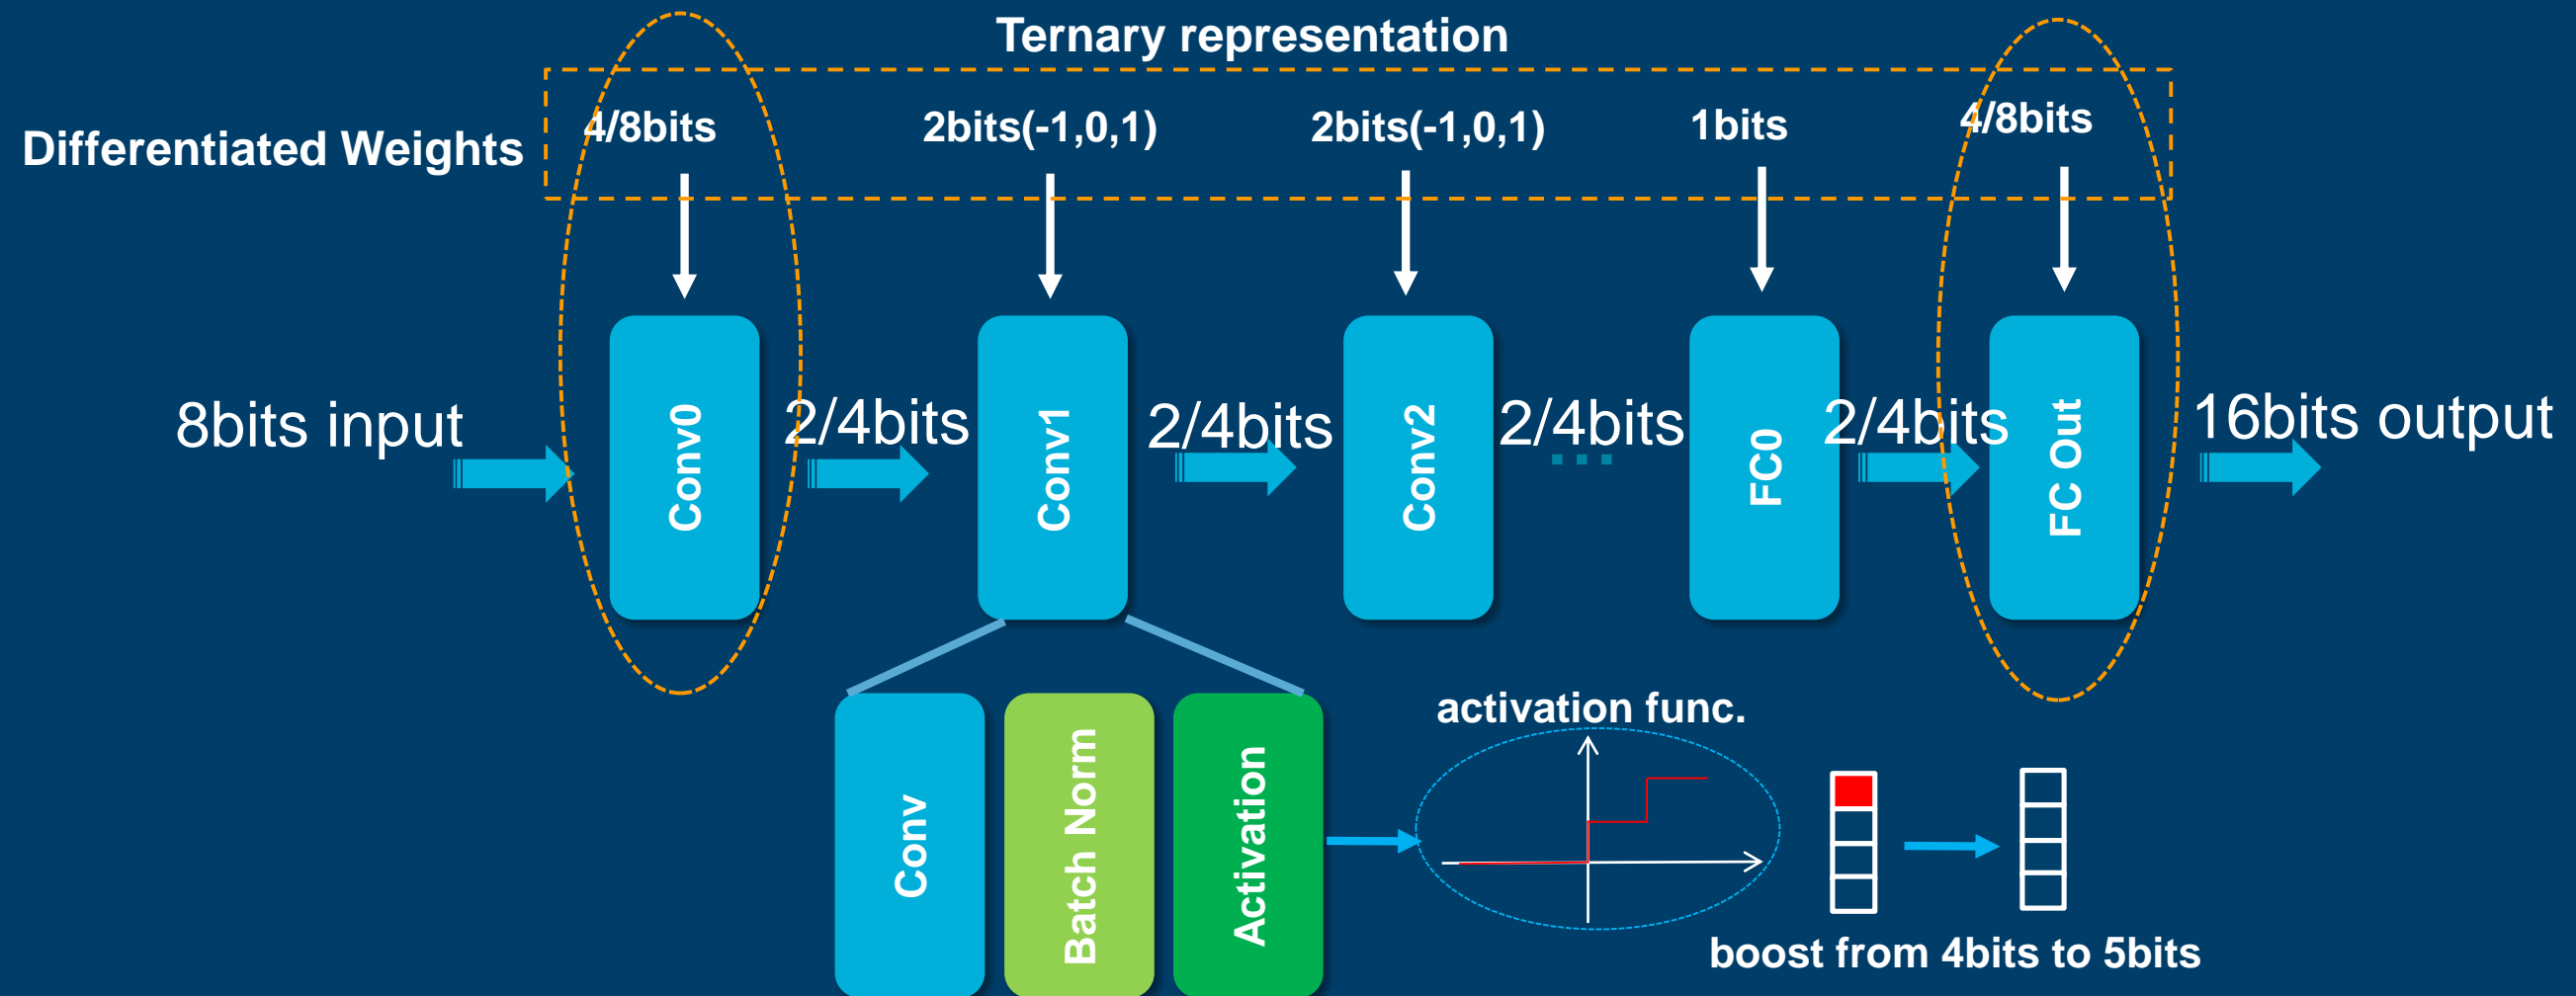 Ternary representation
Differentiated Weights
4/8bits
2bits(-1,0,1)
2bits(-1,0,1)
1bits
4/8bits
8bits input
Conv0
2/4bits
Conv1
2/4bits
Conv2
2/4bits
FC0
2/4bits
FC Out
16bits output
Conv
Batch Norm
Activation
activation func.
boost from 4bits to 5bits